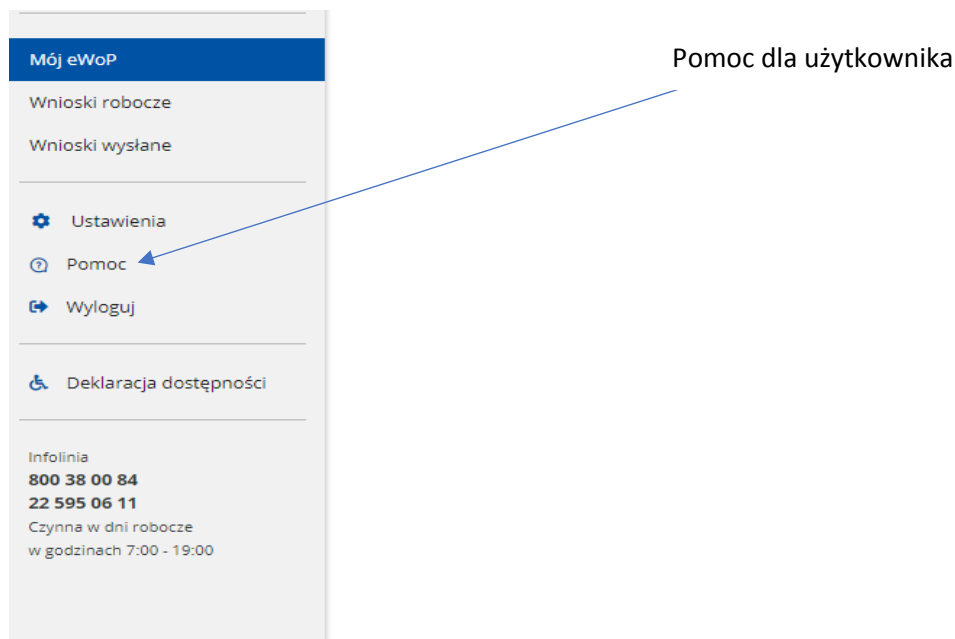 Mój eWoP
Pomoc dla użytkownika
Wnioski robocze
Wnioski wysłane
Ustawienia
Pomoc
Wyloguj
Deklaracja dostępności
Infolinia
800 38 00 84
22 595 06 11
Czynna w dni robocze
w godzinach 7:00 - 19:00